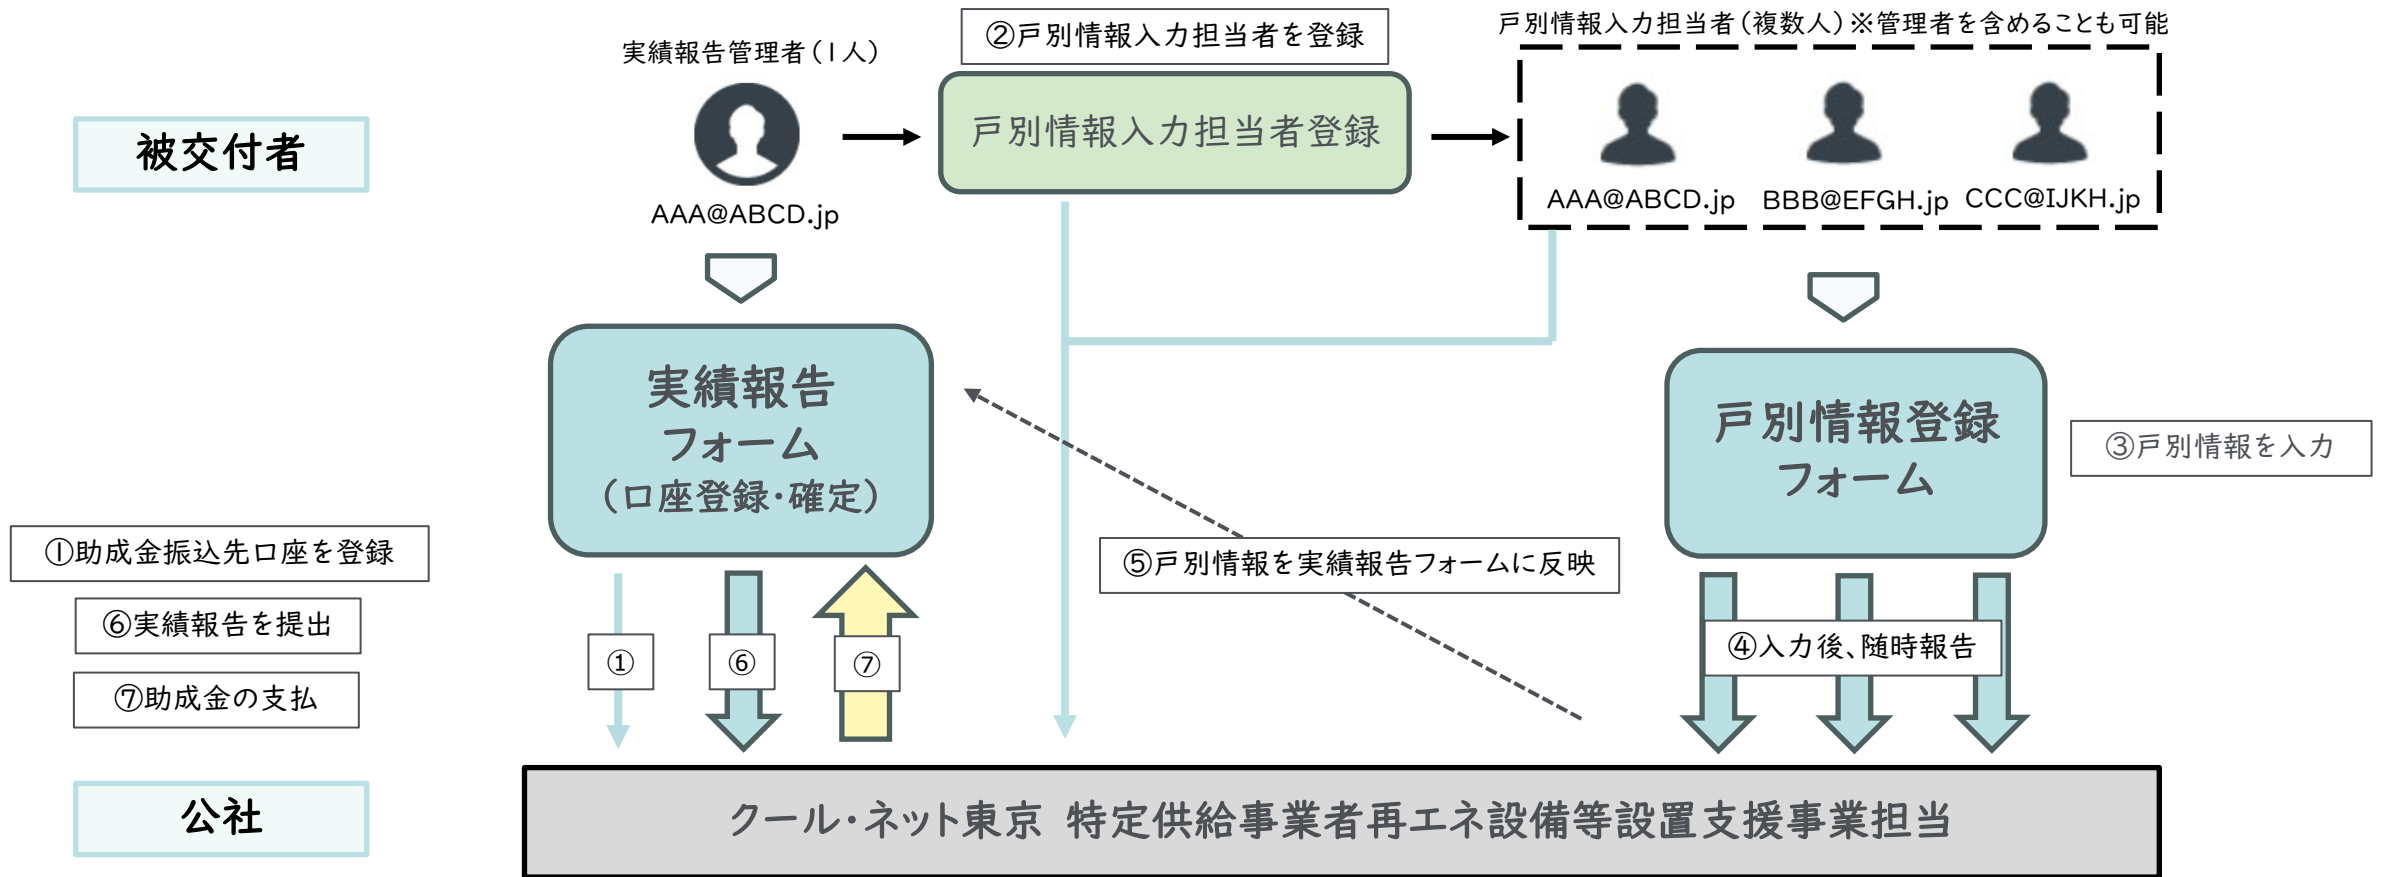 ②戸別情報入力担当者を登録
戸別情報入力担当者(複数人)※管理者を含めることも可能
実績報告管理者(1人)
被交付者
戸別情報入力担当者登録
AAA@ABCD.jp
AAA@ABCD.jp
BBB@EFGH.jp
CCC@IJKH.jp
実績報告
フォーム
(口座登録・確定)
戸別情報登録
フォーム
③戸別情報を入力
①助成金振込先口座を登録
⑤戸別情報を実績報告フォームに反映
⑥実績報告を提出
①
⑥
⑦
④入力後、随時報告
⑦助成金の支払
公社
クール・ネット東京 特定供給事業者再エネ設備等設置支援事業担当